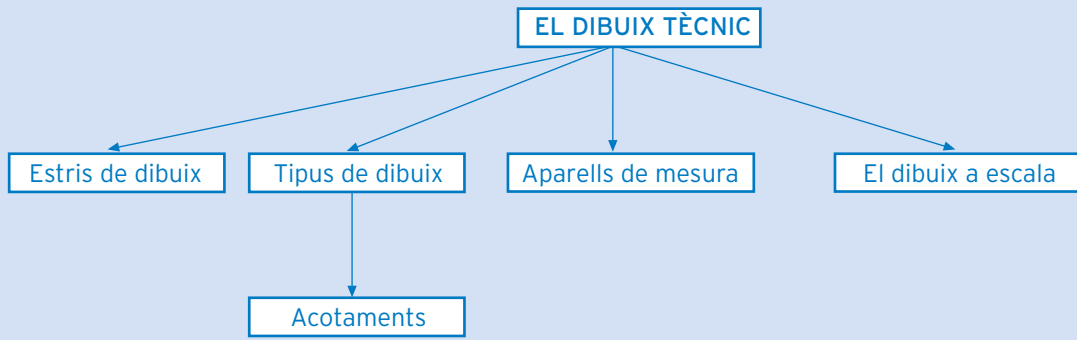 EL DIBUIX TÈCNIC
Estris de dibuix
Tipus de dibuix
Aparells de mesura
El dibuix a escala
Acotaments